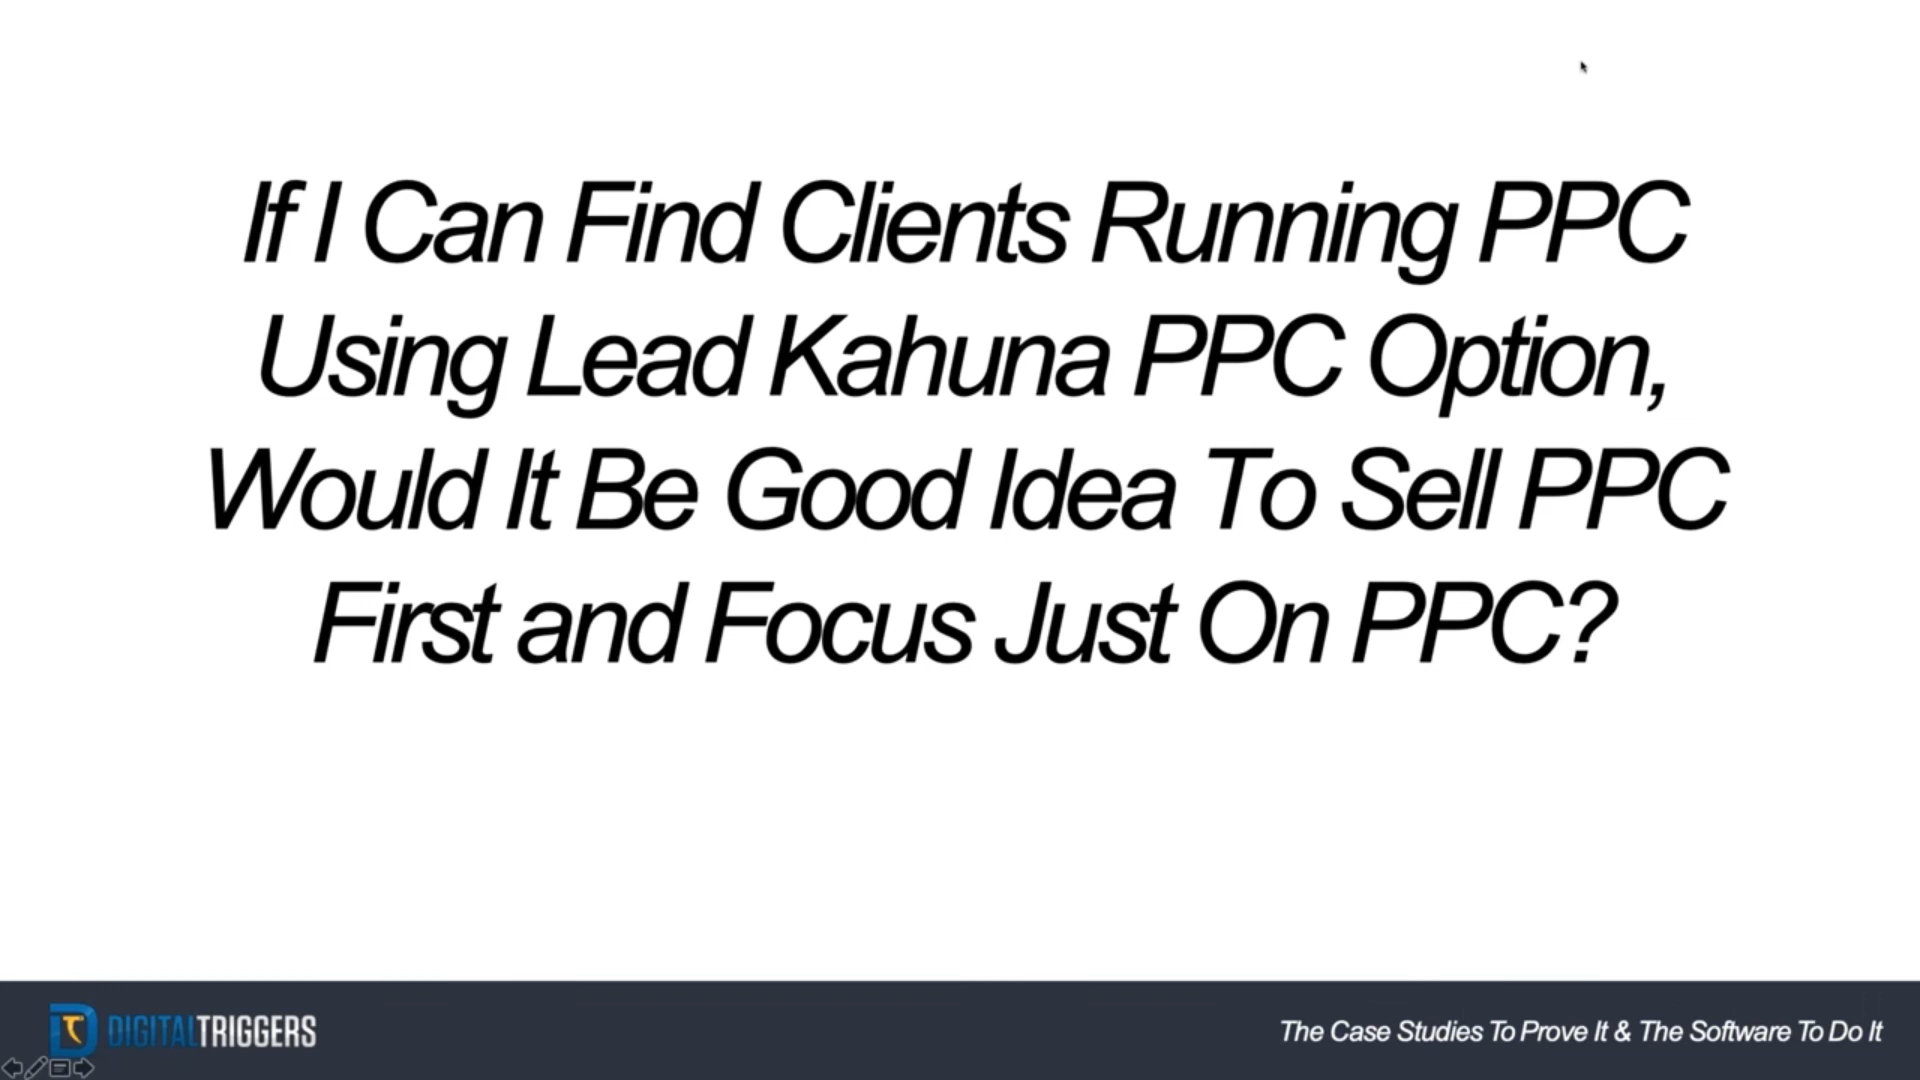 If I Can Find Clients Running PPC
Using Lead Kahuna PPC Option,
Would It Be Good Idea To Sell PPC
First and Focus Just On PPC?
DIGITALTRIGGERS
The Case Studies To Prove It & The Software To Do It